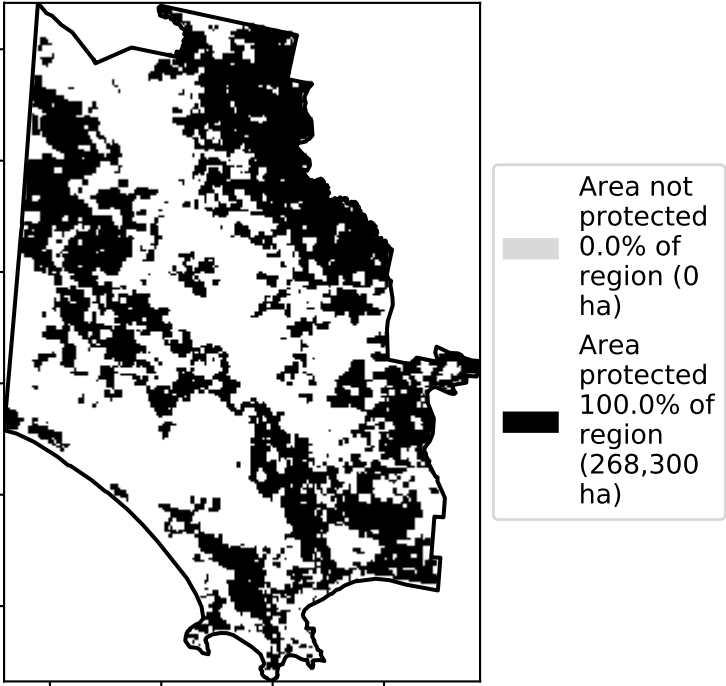 Area not
protected
0.0% of
region (0
ha)
Area
protected
100.0% of
region
(268,300
ha)